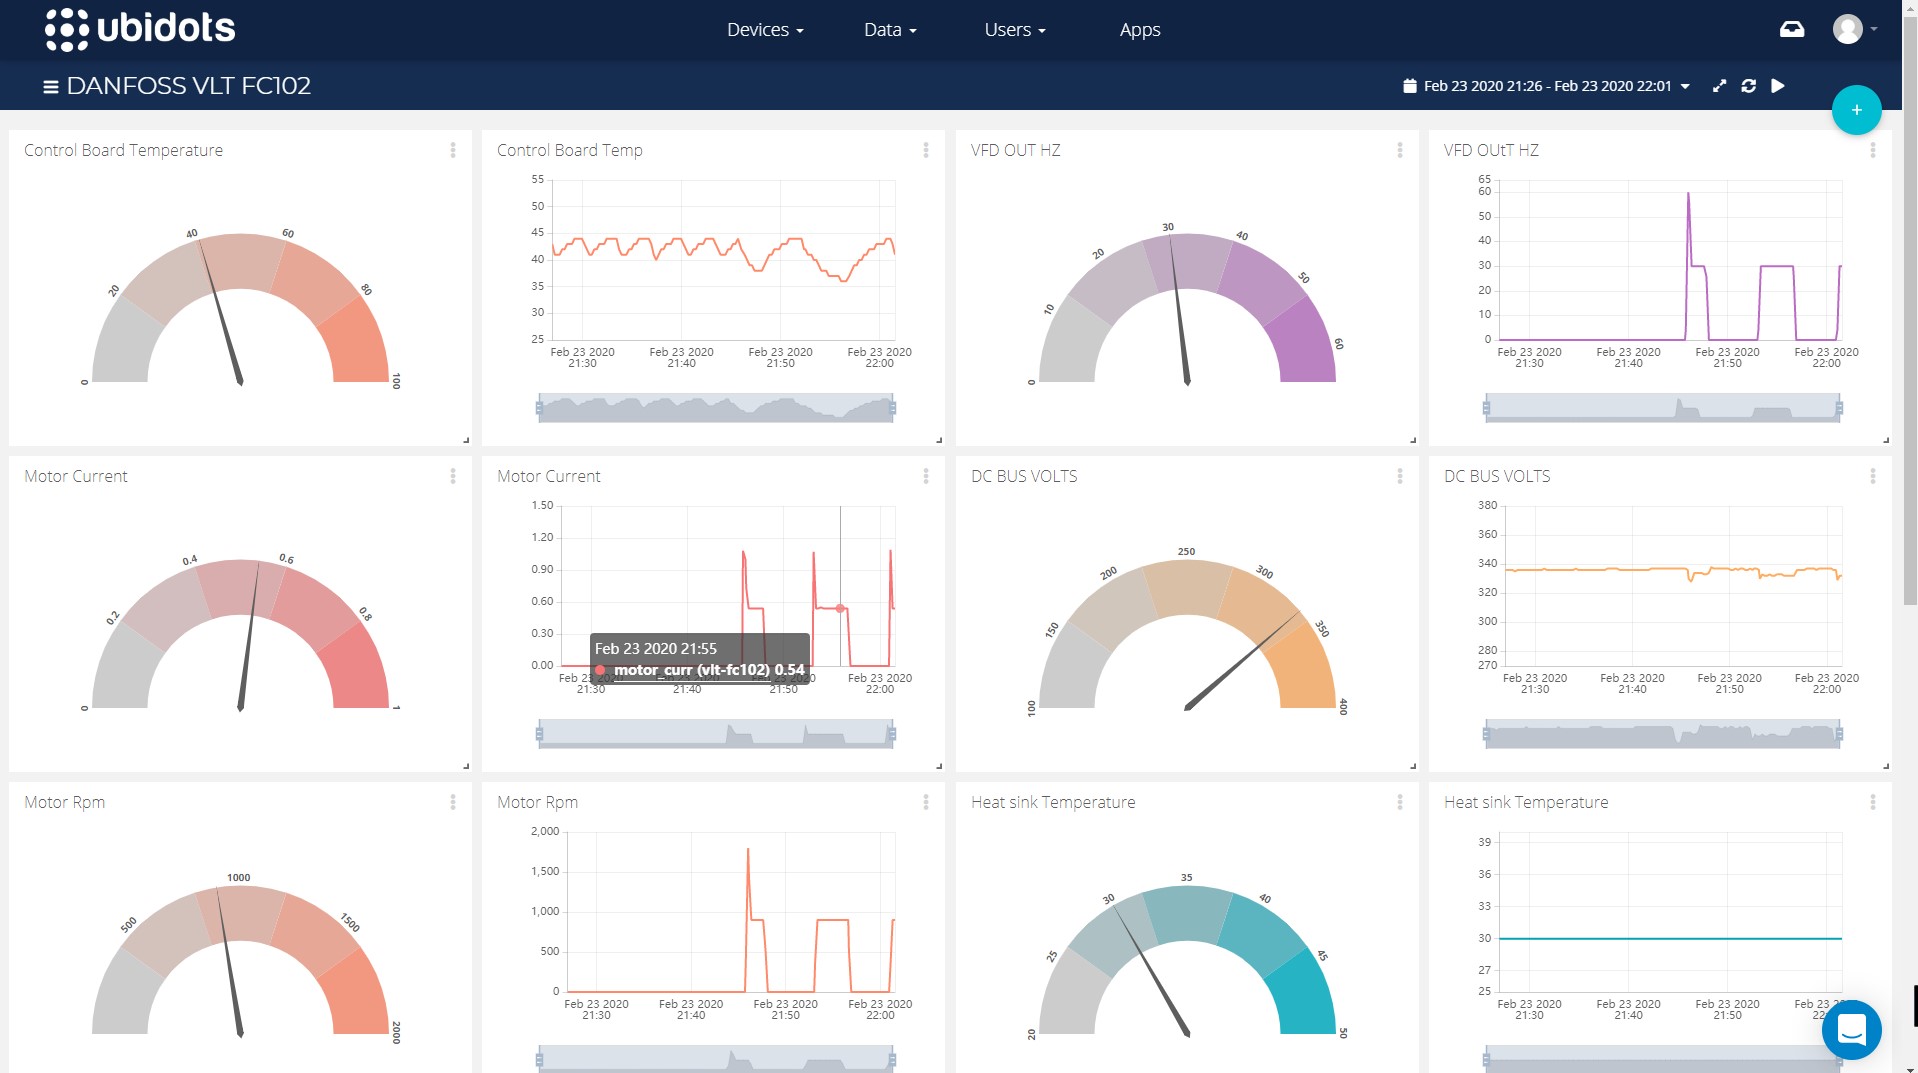 ubidots
Devices
Data
Users
Apps
DANFOSS VLT FC102
Feb 23 2020 21:26 - Feb 23 2020 22:01
+
Control Board Temperature
0
20
40
60
80
100
Control Board Temp
55
50
45
40
35
30
25
Feb 23 2020 Feb 23 2020 Feb 23 2020 Feb 23 2020
21:30 21:40 21:50 22:00
VFD OUT HZ
0
10
20
30
40
50
60
VFD OUtT HZ
65
60
50
40
30
20
10
0
Feb 23 2020 Feb 23 2020 Feb 23 2020 Feb 23 2020
21:30 21:40 21:50 22:00
Motor Current
0
0.2
0.4
0.6
0.8
1
Motor Current
1.50
1.20
0.90
0.60
0.30
0.00
Feb 23 2020 21:55
motor_curr (vlt-fc102) 0.54
Feb 23 2020 Feb 23 2020
21:30 21:40 21:50 22:00
DC BUS VOLTS
100
150
200
250
300
350
400
DC BUS VOLTS
380
360
340
320
300
280
270
Feb 23 2020 Feb 23 2020 Feb 23 2020 Feb 23 2020
21:30 21:40 21:50 22:00
Motor Rpm
500
1000
1500
2000
Motor Rpm
2,000
1,500
1,000
500
0
Feb 23 2020 Feb 23 2020 Feb 23 2020 Feb 23 2020
21:30 21:40 21:50 22:00
Heat sink Temperature
20
25
30
35
40
45
50
Heat sink Temperature
39
36
33
30
27
25
Feb 23 2020 Feb 23 2020 Feb 23 2020 Feb 23
21:30 21:40 21:50